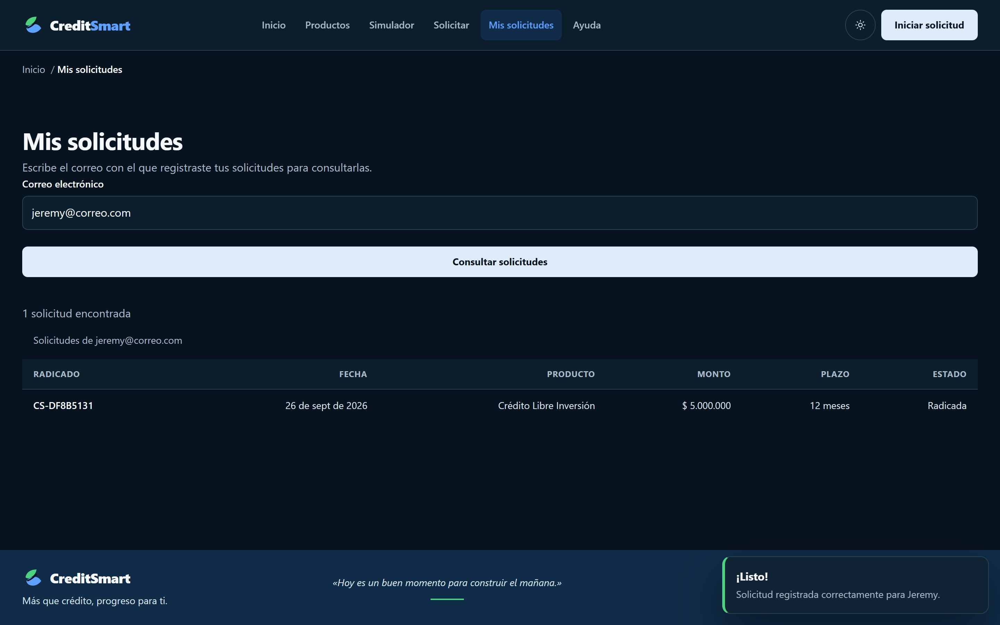 CreditSmart
Inicio Productos Simulador Solicitar Mis solicitudes Ayuda
Iniciar solicitud
Inicio / Mis solicitudes
Mis solicitudes
Escribe el correo con el que registraste tus solicitudes para consultarlas.
Correo electrónico
jeremy@correo.com
Consultar solicitudes
1 solicitud encontrada
Solicitudes de jeremy@correo.com
RADICADO FECHA PRODUCTO MONTO PLAZO ESTADO
CS-DF8B5131 26 de sept de 2026 Crédito Libre Inversión $ 5.000.000 12 meses Radicada
CreditSmart
Más que crédito, progreso para ti.
«Hoy es un buen momento para construir el mañana.»
¡Listo!
Solicitud registrada correctamente para Jeremy.